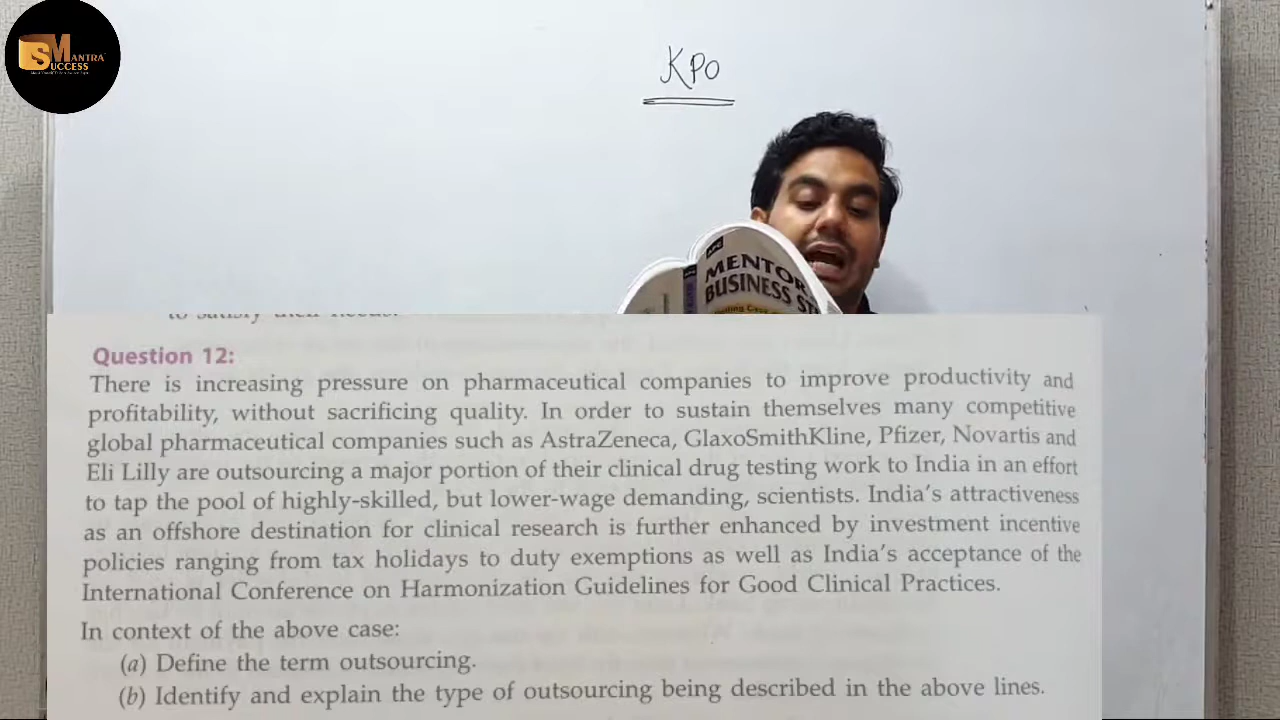 MANTRA
SUCCESS
KPO
MENTOR
BUSINESS ST
to satisfy their needs.
Question 12:
There is increasing pressure on pharmaceutical companies to improve productivity and
profitability, without sacrificing quality. In order to sustain themselves many competitive
global pharmaceutical companies such as AstraZeneca, GlaxoSmithKline, Pfizer, Novartis and
Eli Lilly are outsourcing a major portion of their clinical drug testing work to India in an effort
to tap the pool of highly-skilled, but lower-wage demanding, scientists. India's attractiveness
as an offshore destination for clinical research is further enhanced by investment incentive
policies ranging from tax holidays to duty exemptions as well as India's acceptance of the
International Conference on Harmonization Guidelines for Good Clinical Practices.
In context of the above case:
(a) Define the term outsourcing.
(b) Identify and explain the type of outsourcing being described in the above lines.